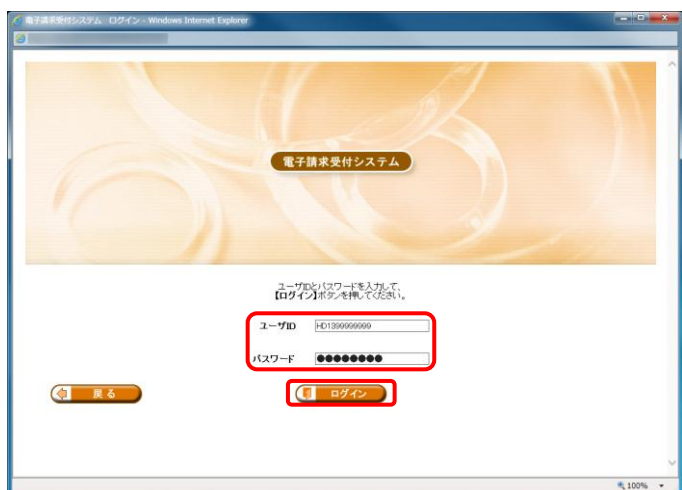 電子請求受付システム ログイン - Windows Internet Explorer
電子請求受付システム
ユーザIDとパスワードを入力して、
【ログイン】ボタンを押してください。
ユーザID HD1399999999
パスワード ●●●●●●●●
戻る ログイン
100%